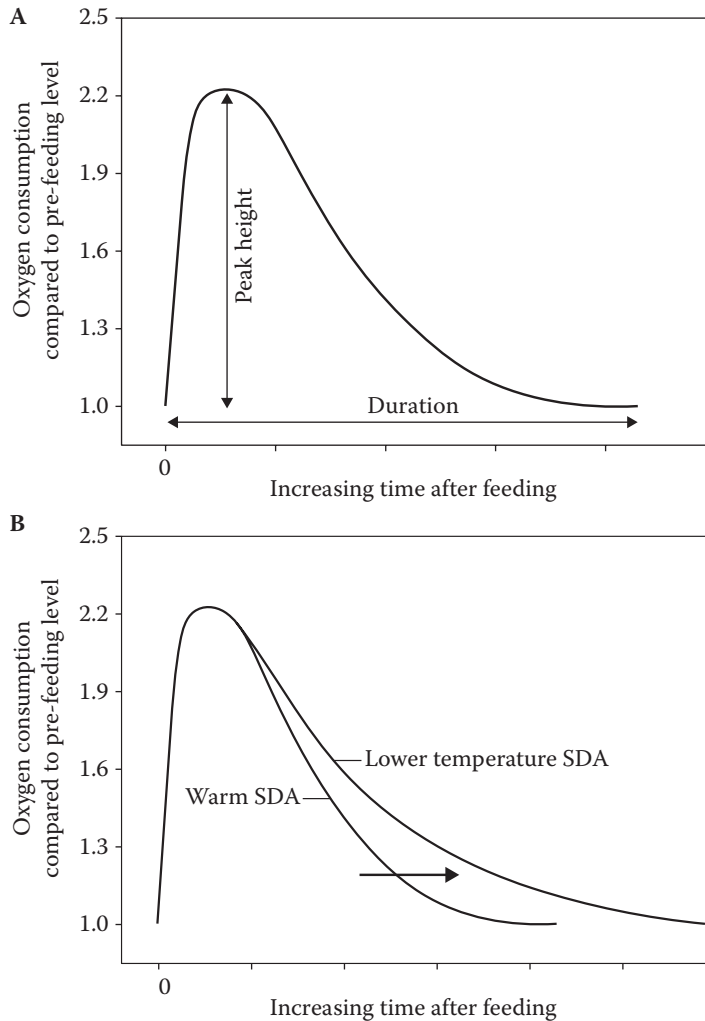 A
2.5
2.2
1.9
1.6
1.3
1.0
Oxygen consumption
compared to pre-feeding level
Peak height
Duration
0
Increasing time after feeding
B
2.5
2.2
1.9
1.6
1.3
1.0
Oxygen consumption
compared to pre-feeding level
Lower temperature SDA
Warm SDA
0
Increasing time after feeding